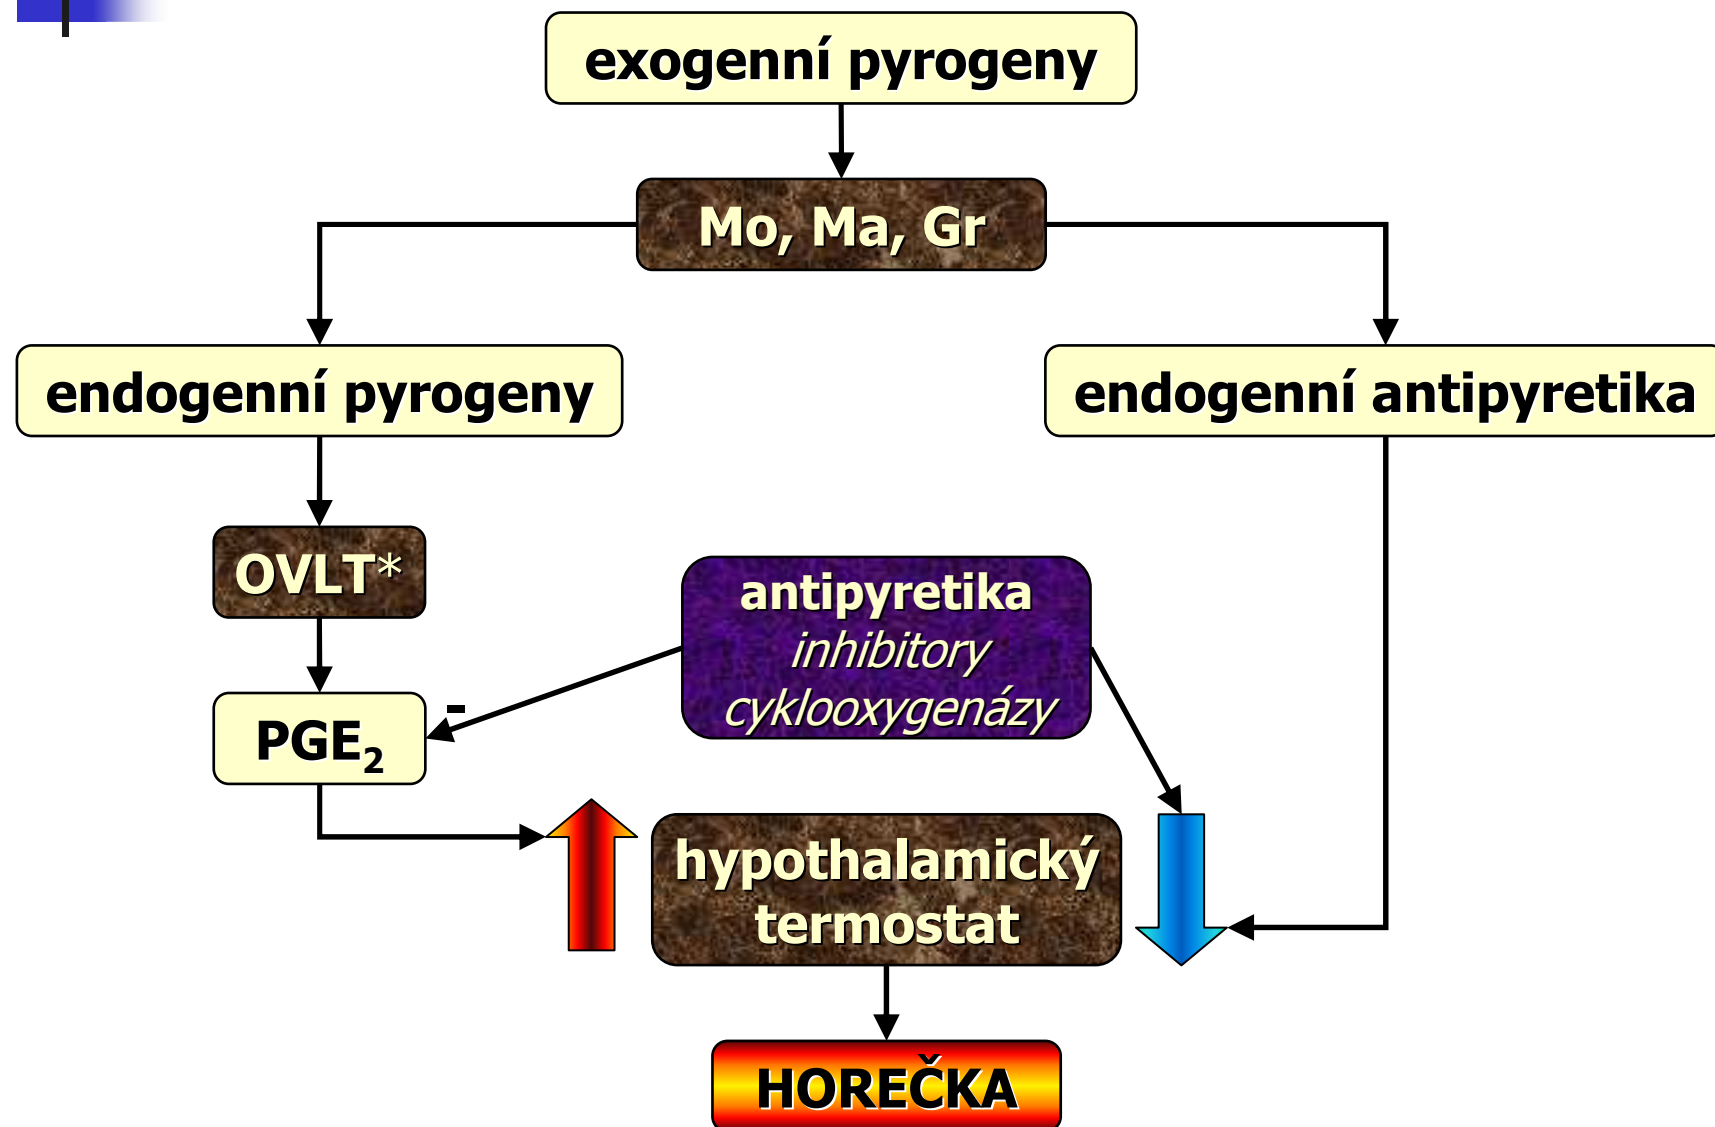 exogenní pyrogeny
Mo, Ma, Gr
endogenní pyrogeny
endogenní antipyretika
OVLT*
antipyretika
inhibitory
cyklooxygenázy
-
PGE₂
hypothalamický
termostat
HOREČKA